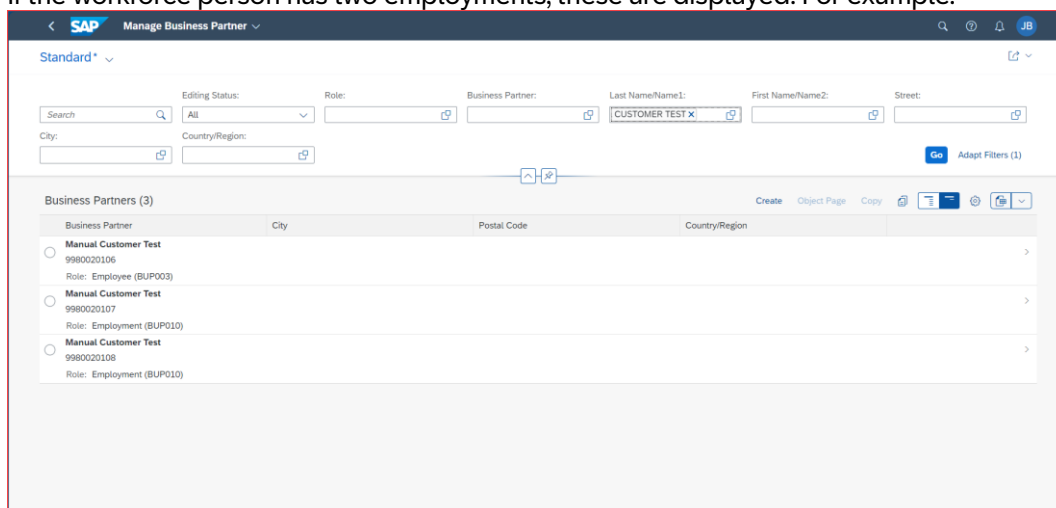 If the workforce person has two employments, these are displayed. For example:
SAP Manage Business Partner JB
Standard*
Editing Status: Role: Business Partner: Last Name/Name1: First Name/Name2: Street:
Search All CUSTOMER TEST
City: Country/Region:
Go Adapt Filters (1)
Business Partners (3) Create Object Page Copy
Business Partner City Postal Code Country/Region
Manual Customer Test
9980020106
Role: Employee (BUP003)
Manual Customer Test
9980020107
Role: Employment (BUP010)
Manual Customer Test
9980020108
Role: Employment (BUP010)